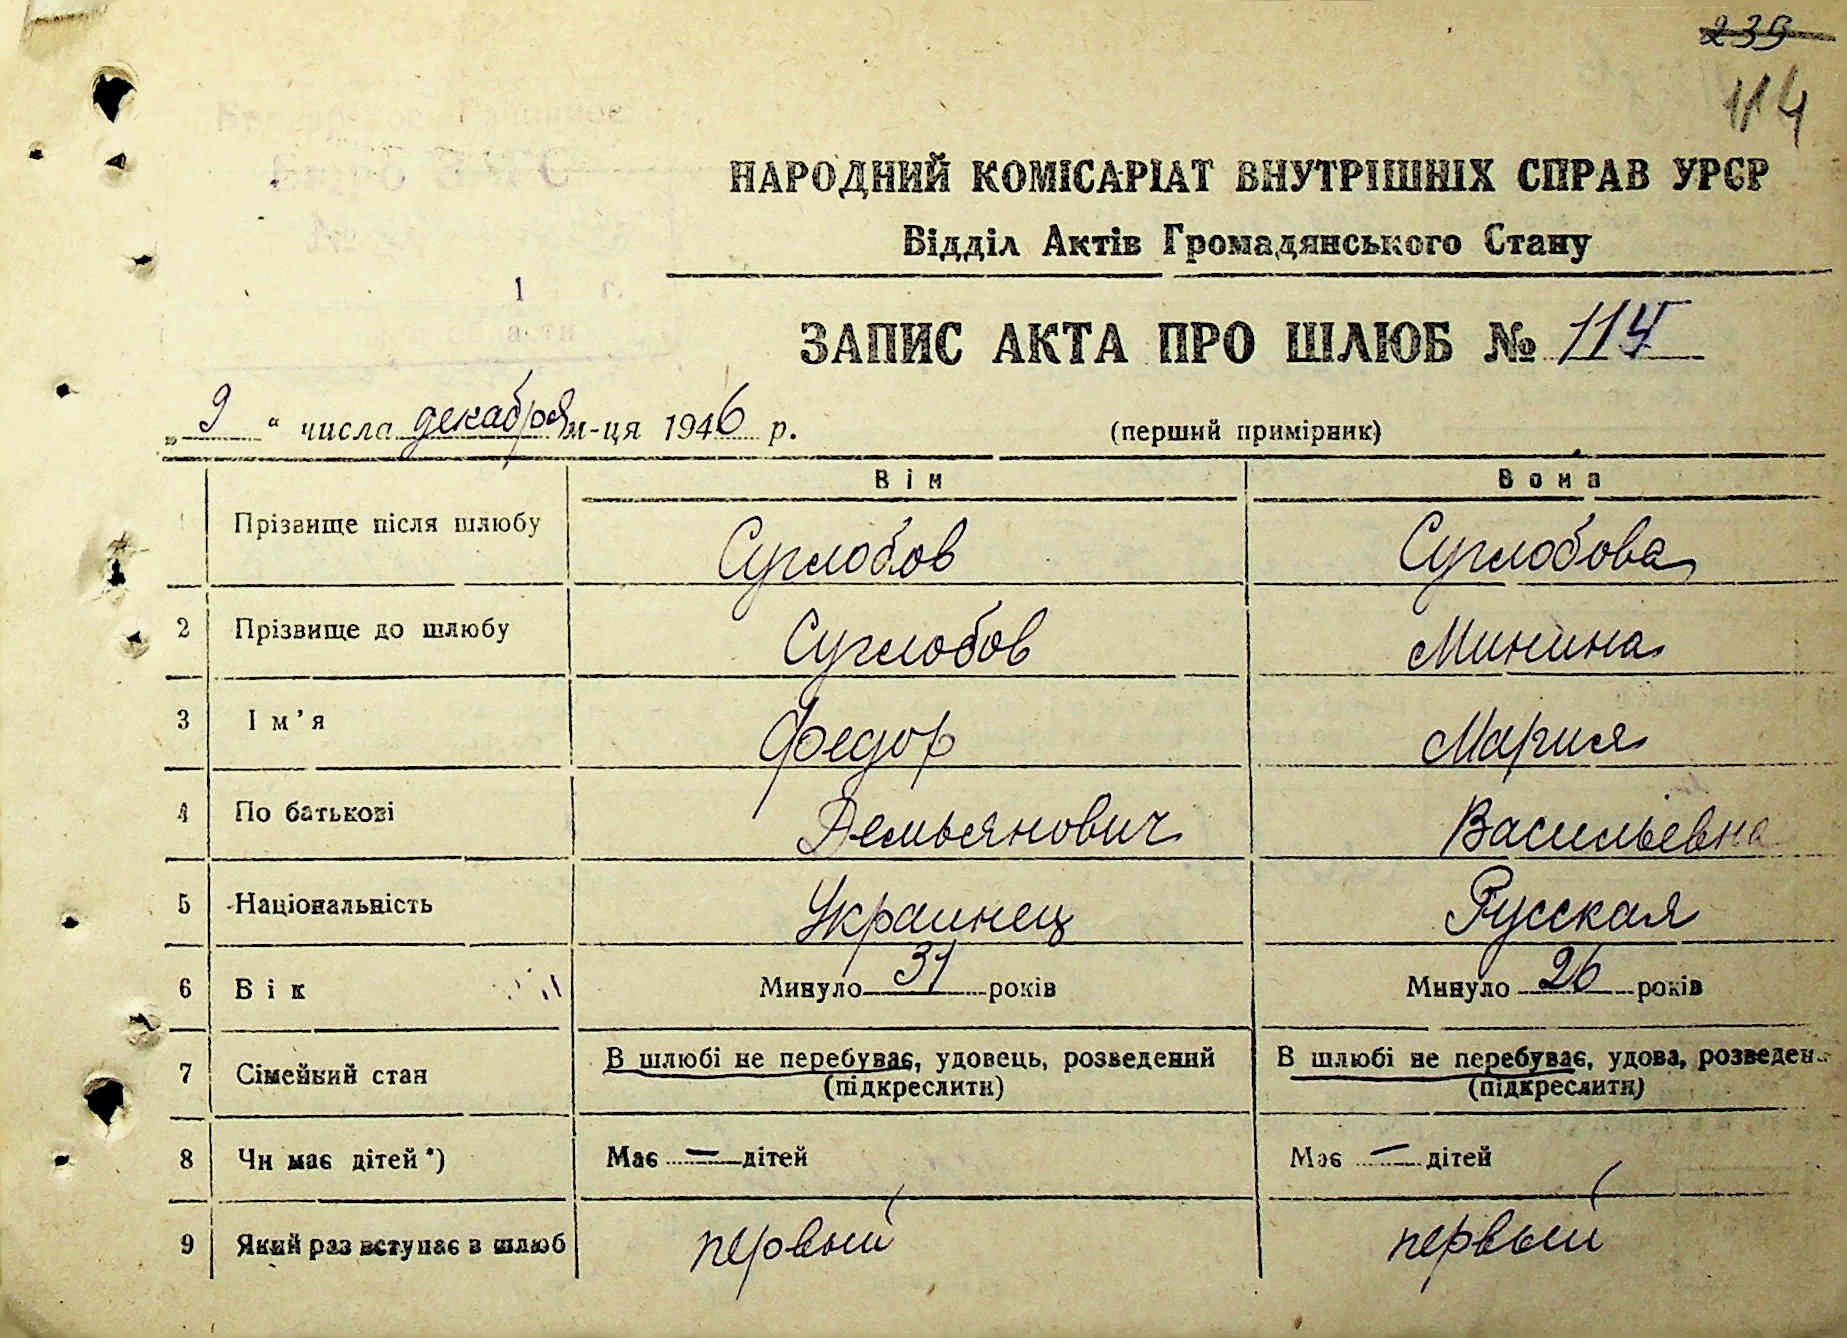 239
114
НАРОДНИЙ КОМІСАРІАТ ВНУТРІШНІХ СПРАВ УРСР
Відділ Актів Громадянського Стану
ЗАПИС АКТА ПРО ШЛЮБ № 114
„ 9 “ числа декабря м-ця 1946 р. (перший примірник)
Він Вона
Прізвище після шлюбу Суглобов Суглобова
2 Прізвище до шлюбу Суглобов Минина
3 Ім'я Федор Мария
4 По батькові Демьянович Васильевна
5 Національність Украинец Русская
6 Вік Минуло 31 років Минуло 26 років
7 Сімейний стан В шлюбі не перебуває, удовець, розведений (підкреслити) В шлюбі не перебуває, удова, розведен (підкреслити)
8 Чи має дітей *) Має — дітей Має — дітей
9 Який раз вступає в шлюб первый первый